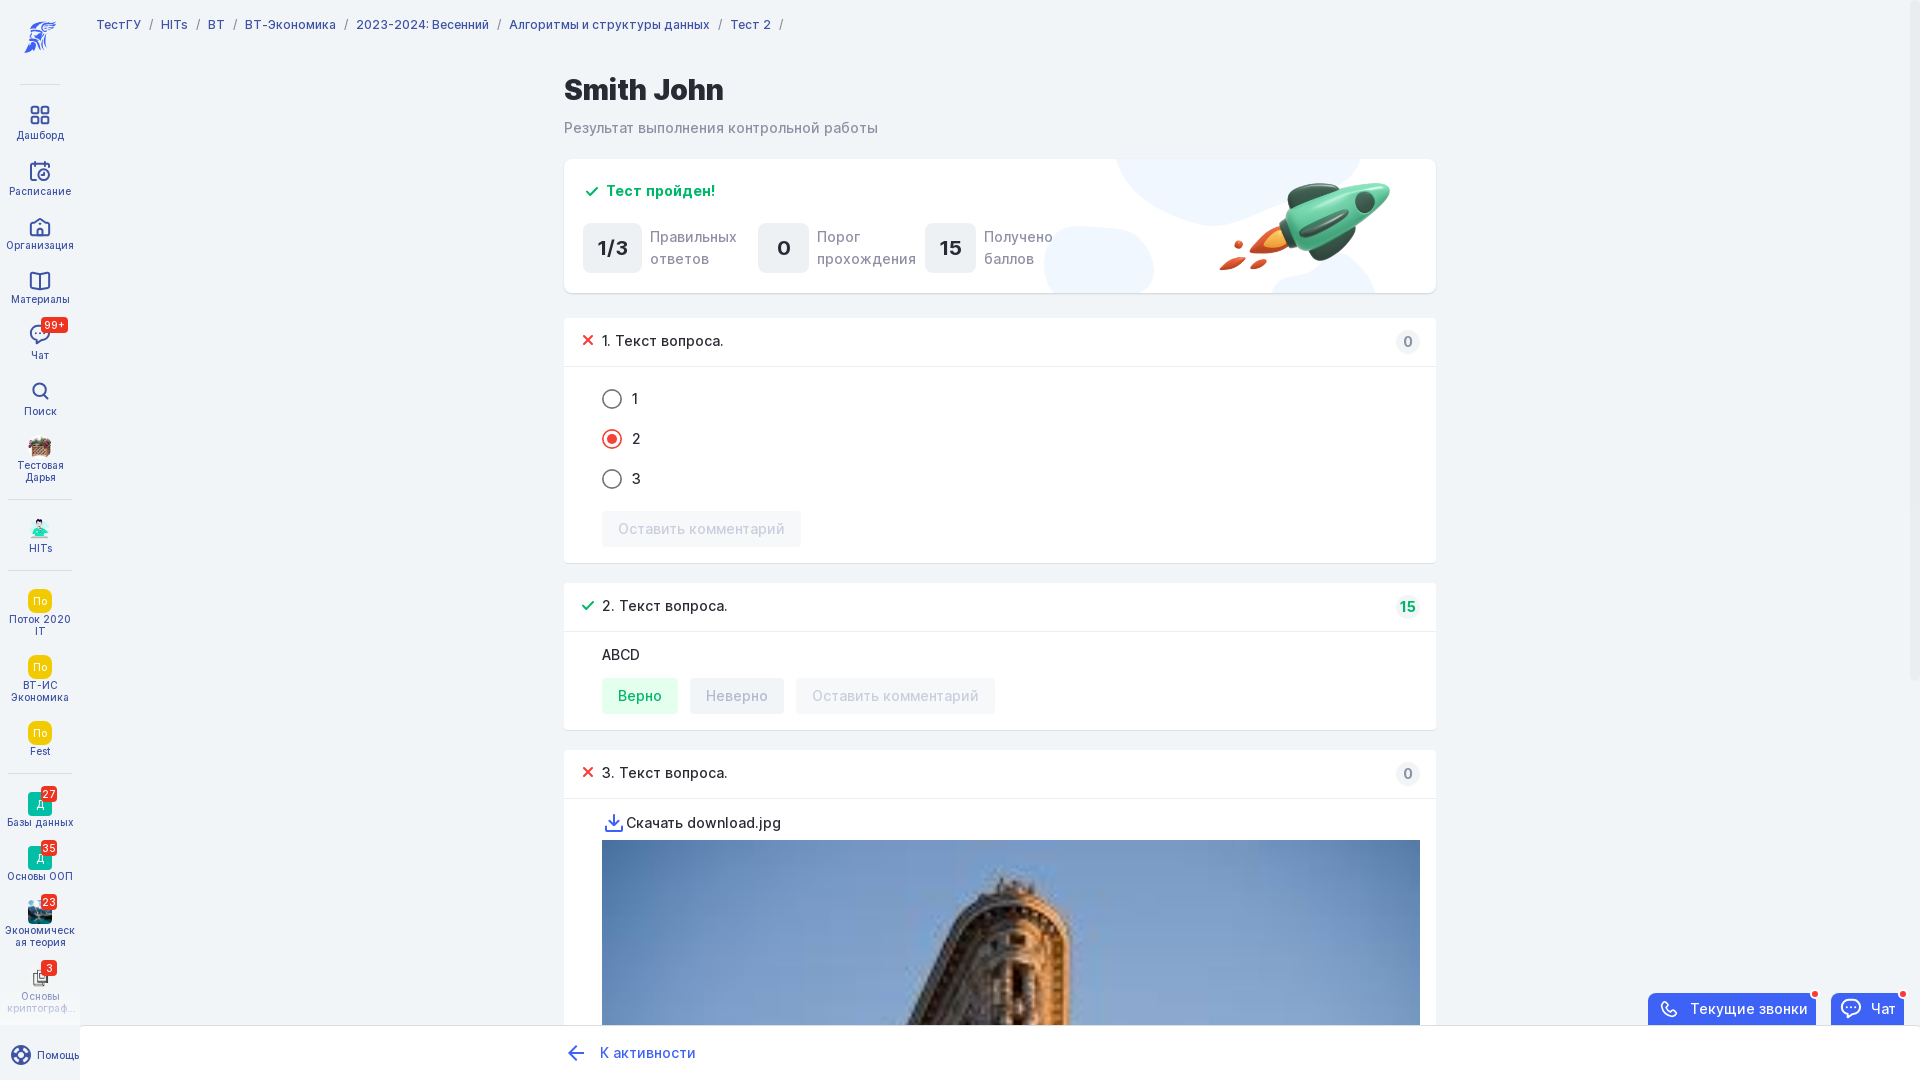 ТестГУ / HITs / ВТ / ВТ-Экономика / 2023-2024: Весенний / Алгоритмы и структуры данных / Тест 2 /
Дашборд
Расписание
Организация
Материалы
99+
Чат
Поиск
Тестовая
Дарья
HITs
По
Поток 2020
IT
По
ВТ-ИС
Экономика
По
Fest
27
Д
Базы данных
35
Д
Основы ООП
23
Экономическ
ая теория
3
Основы
криптограф...
Помощь
Smith John
Результат выполнения контрольной работы
Тест пройден!
1/3 Правильных ответов
0 Порог прохождения
15 Получено баллов
1. Текст вопроса. 0
1
2
3
Оставить комментарий
2. Текст вопроса. 15
ABCD
Верно Неверно Оставить комментарий
3. Текст вопроса. 0
Скачать download.jpg
Текущие звонки Чат
К активности